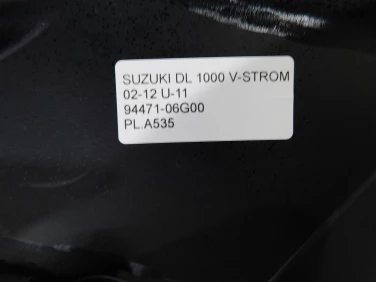 SUZUKI DL 1000 V-STROM
02-12 U-11
94471-06G00
PL.A535